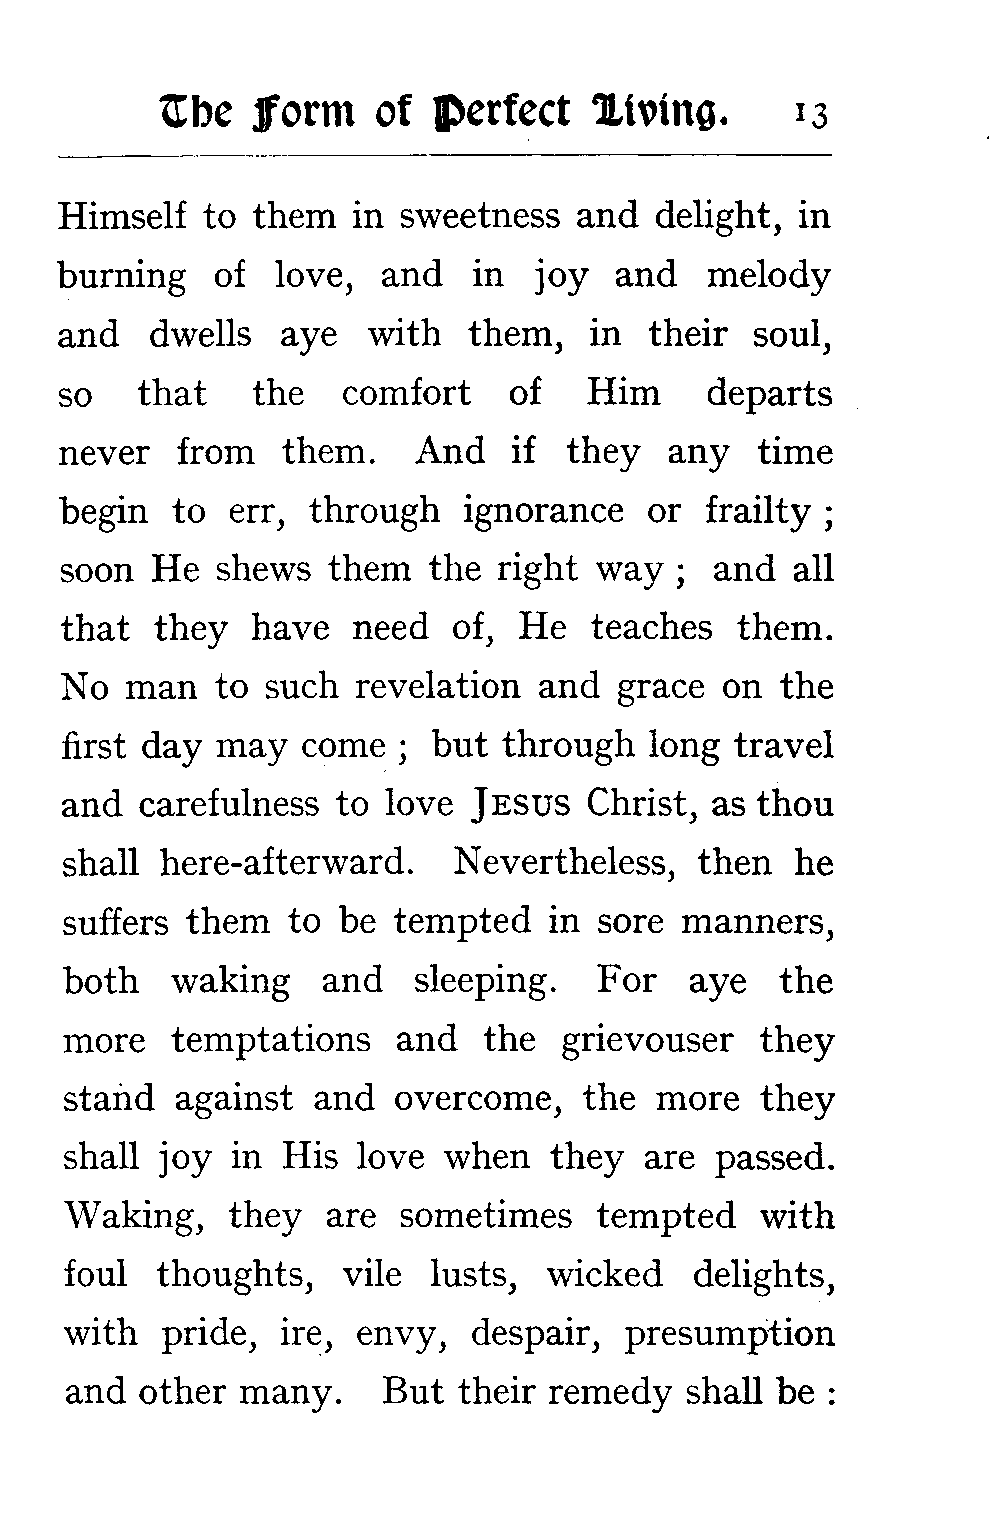 The Form of Perfect Living. 13
Himself to them in sweetness and delight, in
burning of love, and in joy and melody
and dwells aye with them, in their soul,
so that the comfort of Him departs
never from them. And if they any time
begin to err, through ignorance or frailty ;
soon He shews them the right way ; and all
that they have need of, He teaches them.
No man to such revelation and grace on the
first day may come ; but through long travel
and carefulness to love JESUS Christ, as thou
shall here-afterward. Nevertheless, then he
suffers them to be tempted in sore manners,
both waking and sleeping. For aye the
more temptations and the grievouser they
stand against and overcome, the more they
shall joy in His love when they are passed.
Waking, they are sometimes tempted with
foul thoughts, vile lusts, wicked delights,
with pride, ire, envy, despair, presumption
and other many. But their remedy shall be :